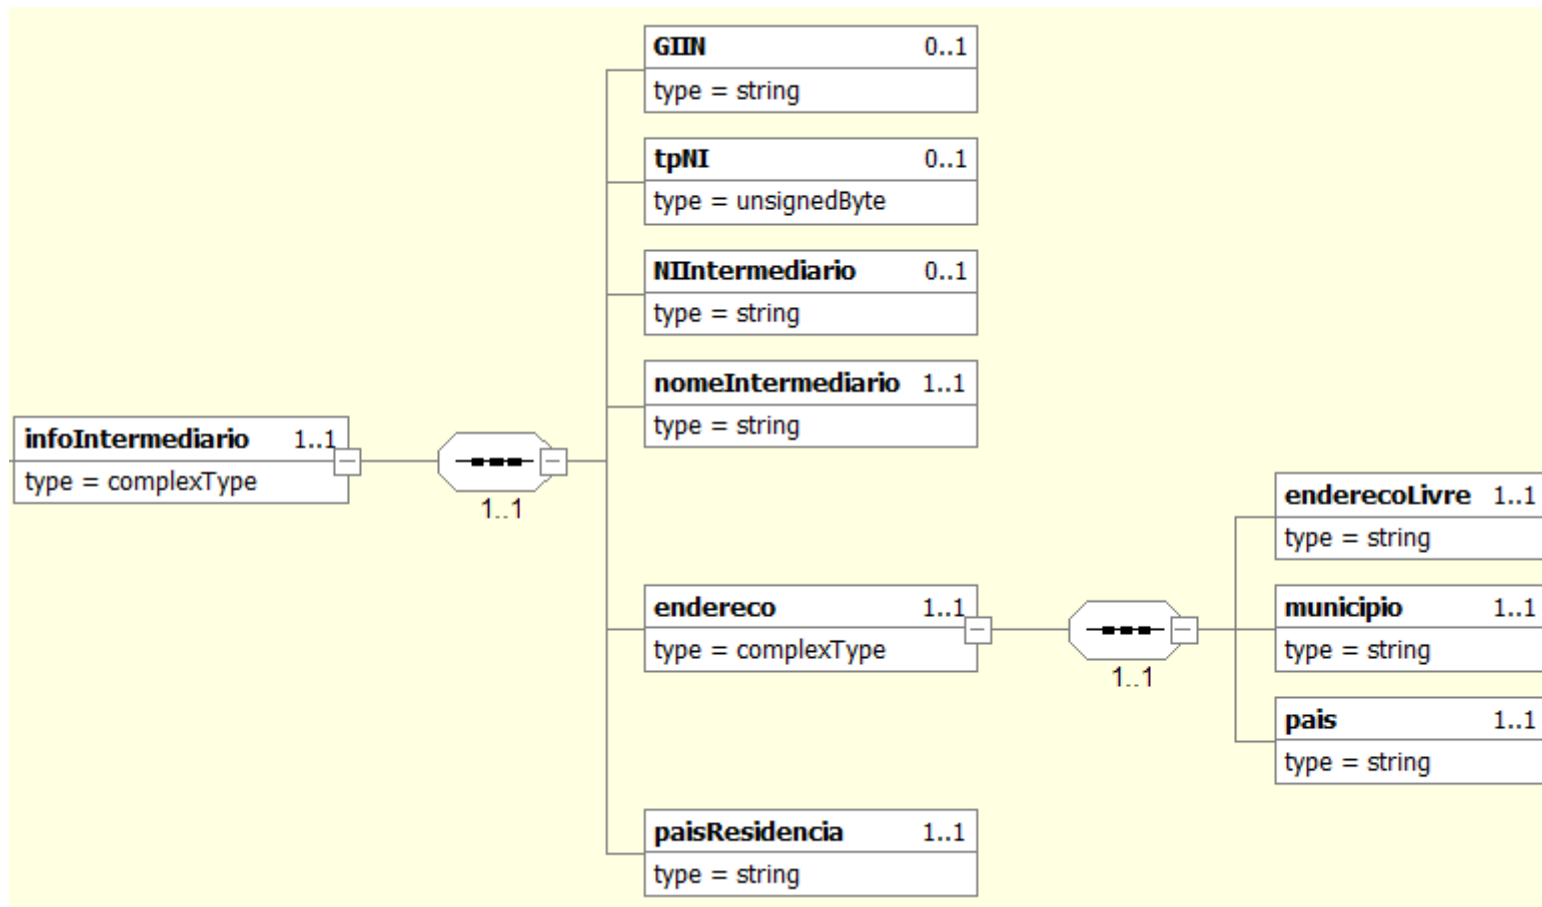 GIIN 0..1
type = string
tpNI 0..1
type = unsignedByte
NIIntermediario 0..1
type = string
nomeIntermediario 1..1
type = string
infoIntermediario 1..1
type = complexType
1..1
endereco 1..1
type = complexType
1..1
enderecoLivre 1..1
type = string
municipio 1..1
type = string
pais 1..1
type = string
paisResidencia 1..1
type = string